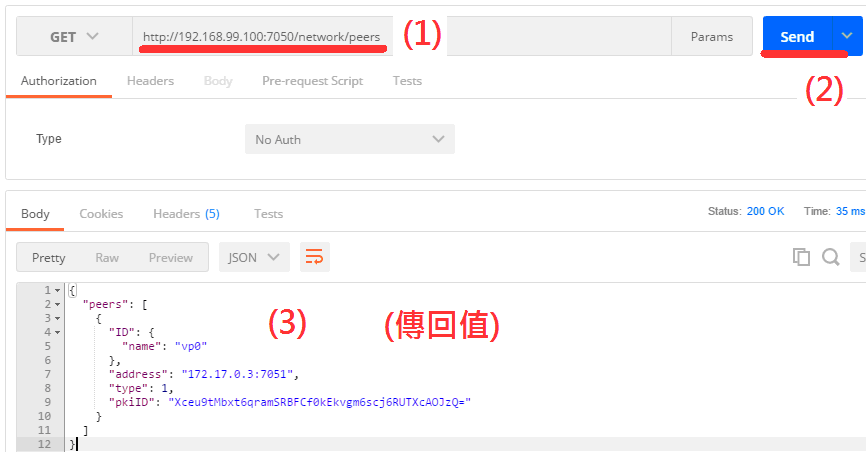 GET http://192.168.99.100:7050/network/peers (1) Params Send
Authorization Headers Body Pre-request Script Tests (2)
Type No Auth
Body Cookies Headers (5) Tests Status: 200 OK Time: 35 ms
Pretty Raw Preview JSON S
1 {
2 "peers": [
3 { (3) (傳回值)
4 "ID": {
5 "name": "vp0"
6 },
7 "address": "172.17.0.3:7051",
8 "type": 1,
9 "pkiID": "Xceu9tMbxt6qramSRBFCf0kEkvgm6scj6RUTXcAOJzQ="
10 }
11 ]
12 }